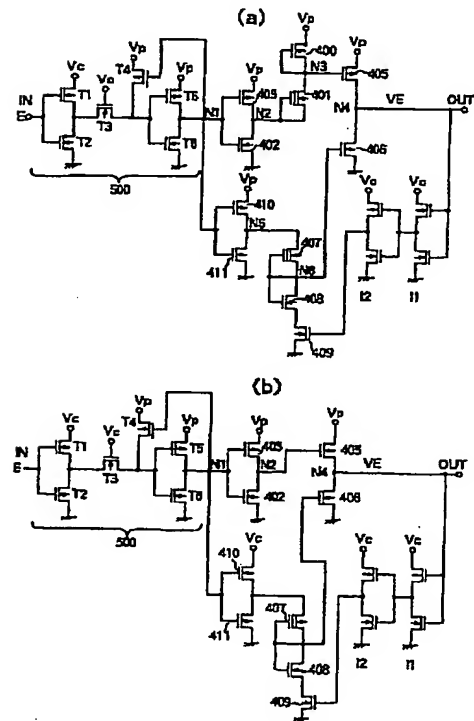 (a)
Vp Vp
Vc T4 Vp N3 400 Vp
IN T1 Vc T5 Vp 405
E T3 N1 403 N2 401 N4 VE OUT
T2 T6 402 406
500 Vp
410 Vc Vc
N5 407
411 N6 I2 I1
408
409
(b)
Vp
Vc T4 Vp Vp Vp
IN T1 Vc T5 403 405
E T3 N1 N2 N4 VE OUT
T2 T6 402 406
500 Vc
410 Vc Vc
407
411 I2 I1
408
409